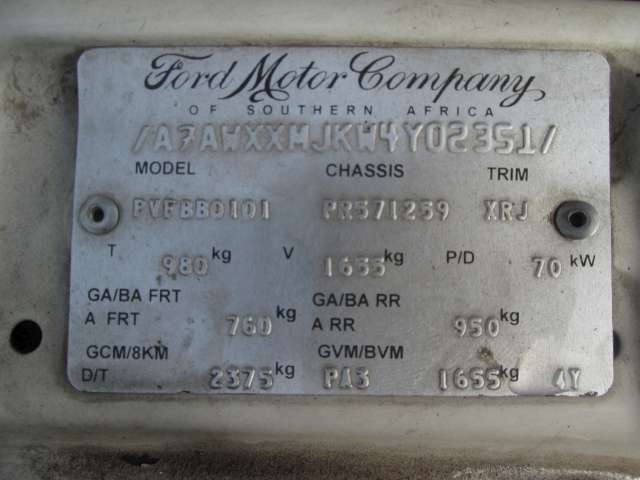 Ford Motor Company
OF SOUTHERN AFRICA
/A7AWXXMJKW4Y02351/
MODEL CHASSIS TRIM
PVFBB0101 PR571259 XRJ
T 980 kg V 1655 kg P/D 70 kW
GA/BA FRT GA/BA RR
A FRT 760 kg A RR 950 kg
GCM/8KM GVM/BVM
D/T 2375 kg PA3 1655 kg 4Y